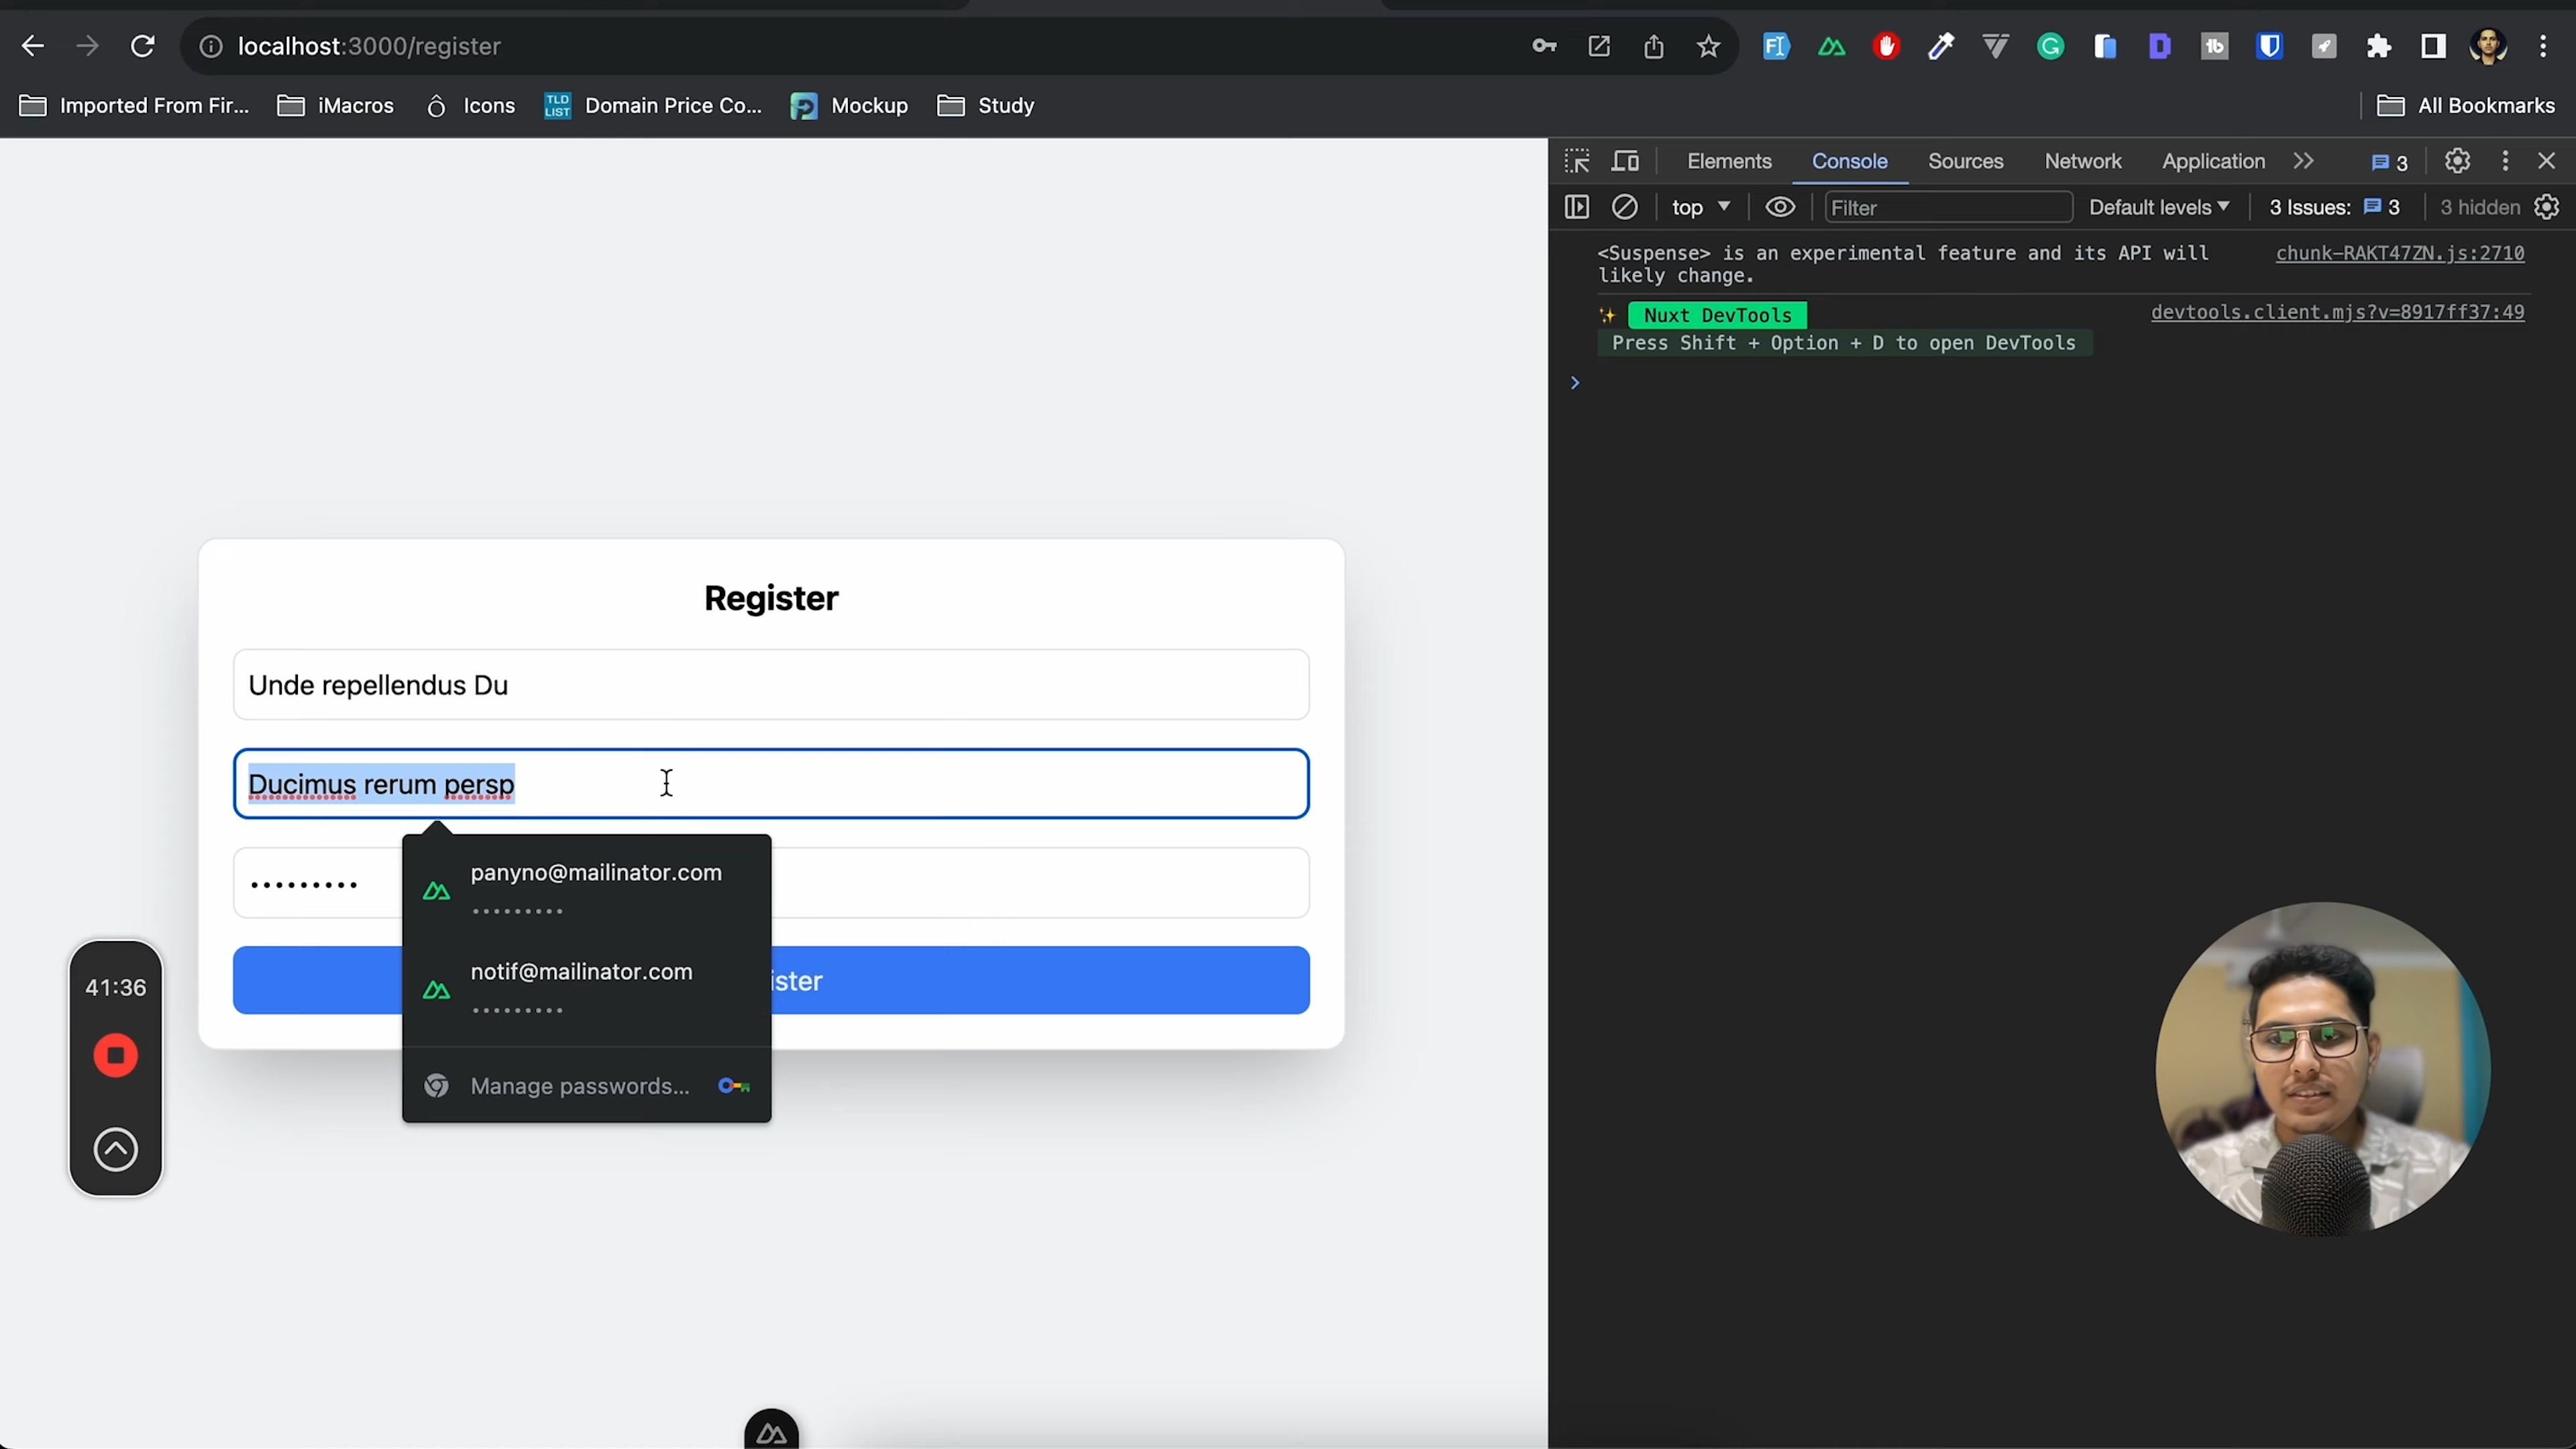 localhost:3000/register
Imported From Fir...
iMacros
Icons
TLD LIST
Domain Price Co...
Mockup
Study
All Bookmarks
Elements
Console
Sources
Network
Application
3
top
Filter
Default levels
3 Issues: 3
3 hidden
<Suspense> is an experimental feature and its API will
likely change.
chunk-RAKT47ZN.js:2710
Nuxt DevTools
devtools.client.mjs?v=8917ff37:49
Press Shift + Option + D to open DevTools
Register
Unde repellendus Du
Ducimus rerum persp
panyno@mailinator.com
notif@mailinator.com
ister
Manage passwords...
41:36